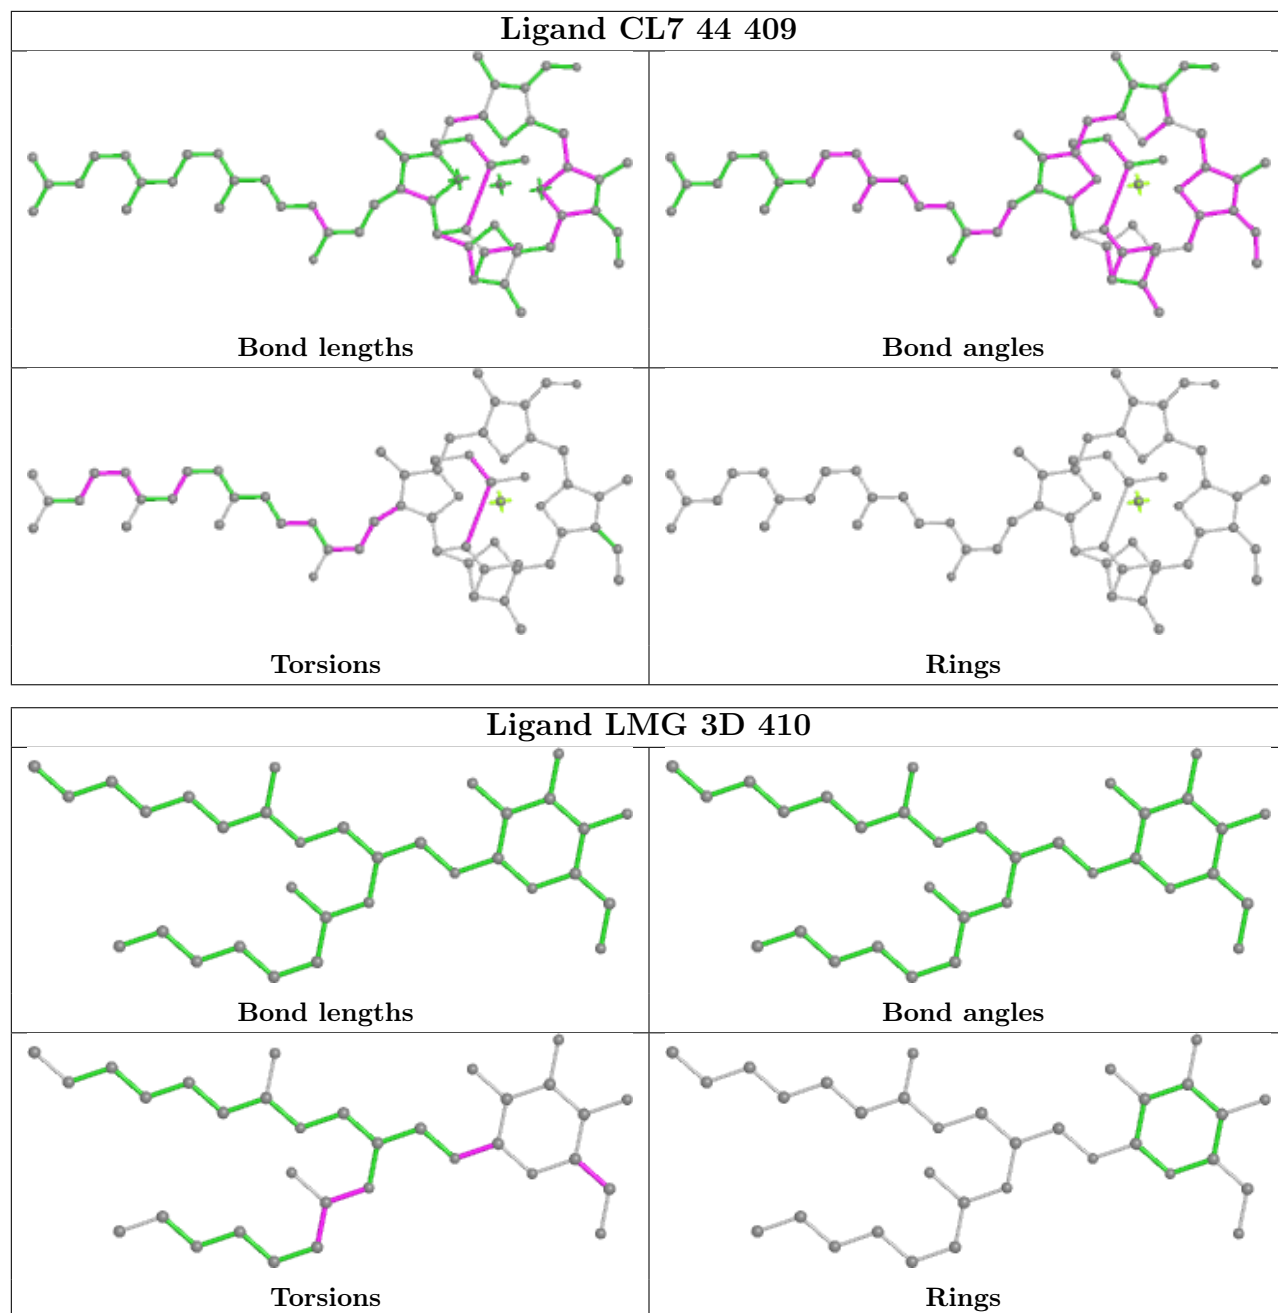 Ligand CL7 44 409
Bond lengths
Bond angles
Torsions
Rings
Ligand LMG 3D 410
Bond lengths
Bond angles
Torsions
Rings